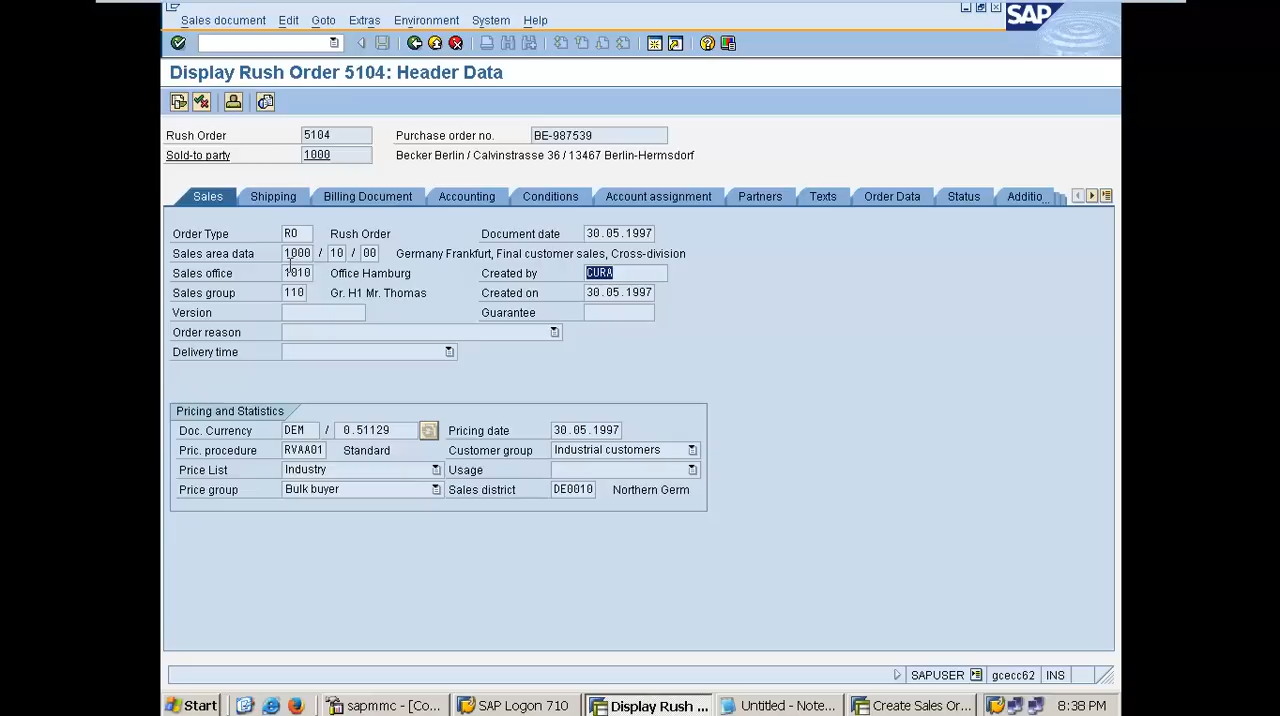 Sales document Edit Goto Extras Environment System Help
SAP
Display Rush Order 5104: Header Data
Rush Order 5104 Purchase order no. BE-987539
Sold-to party 1000 Becker Berlin / Calvinstrasse 36 / 13467 Berlin-Hermsdorf
Sales Shipping Billing Document Accounting Conditions Account assignment Partners Texts Order Data Status Additio...
Order Type RO Rush Order Document date 30.05.1997
Sales area data 1000 / 10 / 00 Germany Frankfurt, Final customer sales, Cross-division
Sales office 1010 Office Hamburg Created by CURA
Sales group 110 Gr. H1 Mr. Thomas Created on 30.05.1997
Version Guarantee
Order reason
Delivery time
Pricing and Statistics
Doc. Currency DEM / 0.51129 Pricing date 30.05.1997
Pric. procedure RVAA01 Standard Customer group Industrial customers
Price List Industry Usage
Price group Bulk buyer Sales district DE0010 Northern Germ
SAPUSER gcecc62 INS
Start sapmmc - [Co... SAP Logon 710 Display Rush ... Untitled - Note... Create Sales Or... 8:38 PM